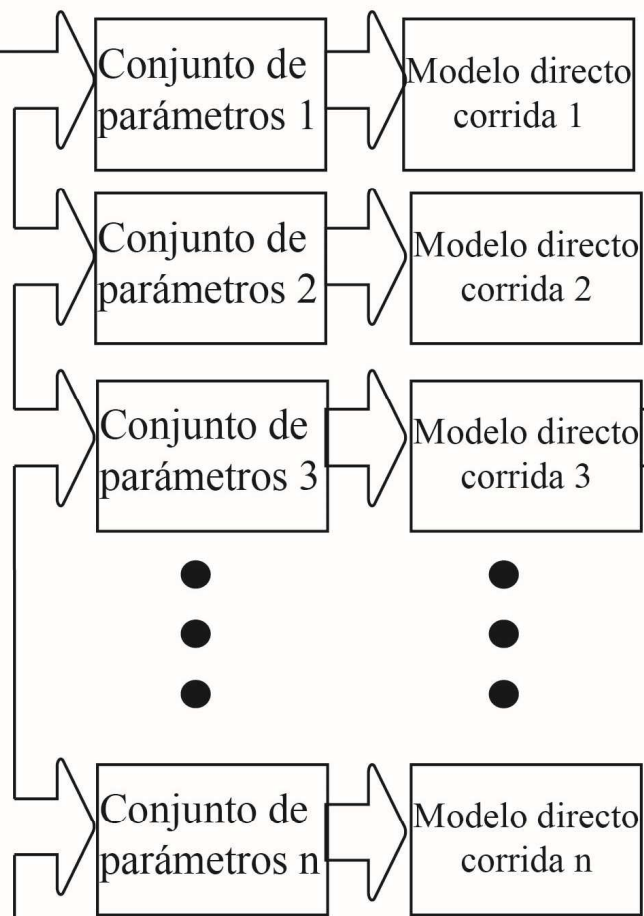 Conjunto de
parámetros 1
Modelo directo
corrida 1
Conjunto de
parámetros 2
Modelo directo
corrida 2
Conjunto de
parámetros 3
Modelo directo
corrida 3
Conjunto de
parámetros n
Modelo directo
corrida n